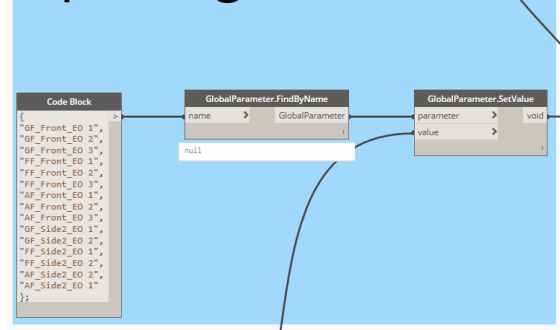 Code Block
{
"GF_Front_EO 1",
"GF_Front_EO 2",
"GF_Front_EO 3",
"FF_Front_EO 1",
"FF_Front_EO 2",
"FF_Front_EO 3",
"AF_Front_EO 1",
"AF_Front_EO 2",
"AF_Front_EO 3",
"GF_Side2_EO 1",
"GF_Side2_EO 2",
"FF_Side2_EO 1",
"FF_Side2_EO 2",
"AF_Side2_EO 2",
"AF_Side2_EO 1"
};
>
GlobalParameter.FindByName
name > GlobalParameter
l
null
GlobalParameter.SetValue
parameter > void
value >
l